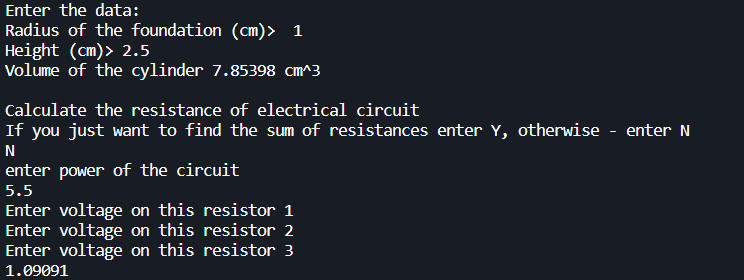 Enter the data:
Radius of the foundation (cm)>  1
Height (cm)> 2.5
Volume of the cylinder 7.85398 cm^3
Calculate the resistance of electrical circuit
If you just want to find the sum of resistances enter Y, otherwise - enter N
N
enter power of the circuit
5.5
Enter voltage on this resistor 1
Enter voltage on this resistor 2
Enter voltage on this resistor 3
1.09091